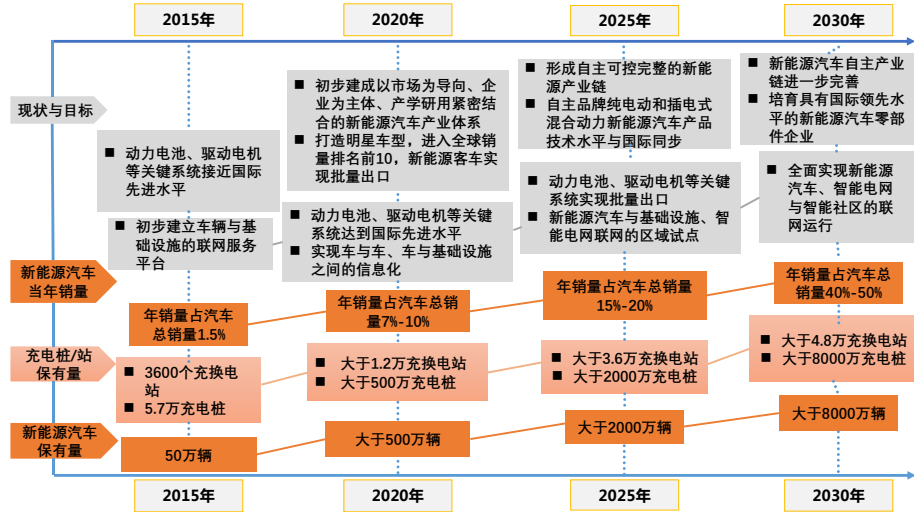 2015年
2020年
2025年
2030年
现状与目标
■ 动力电池、驱动电机
等关键系统接近国际
先进水平
■ 初步建立车辆与基
础设施的联网服务
平台
■ 初步建成以市场为导向、企
业为主体、产学研用紧密结
合的新能源汽车产业体系
■ 打造明星车型，进入全球销
量排名前10，新能源客车实
现批量出口
■ 动力电池、驱动电机等关键
系统达到国际先进水平
■ 实现车与车、车与基础设施
之间的信息化
■ 形成自主可控完整的新能
源产业链
■ 自主品牌纯电动和插电式
混合动力新能源汽车产品
技术水平与国际同步
■ 动力电池、驱动电机等关键
系统实现批量出口
■ 新能源汽车与基础设施、智
能电网联网的区域试点
■ 新能源汽车自主产业
链进一步完善
■ 培育具有国际领先水
平的新能源汽车零部
件企业
■ 全面实现新能源
汽车、智能电网
与智能社区的联
网运行
新能源汽车
当年销量
年销量占汽车
总销量1.5%
年销量占汽车总销
量7%-10%
年销量占汽车总销量
15%-20%
年销量占汽车总
销量40%-50%
充电桩/站
保有量
■ 3600个充换电
站
■ 5.7万充电桩
■ 大于1.2万充换电站
■ 大于500万充电桩
■ 大于3.6万充换电站
■ 大于2000万充电桩
■ 大于4.8万充换电站
■ 大于8000万充电桩
新能源汽车
保有量
50万辆
大于500万辆
大于2000万辆
大于8000万辆
2015年
2020年
2025年
2030年